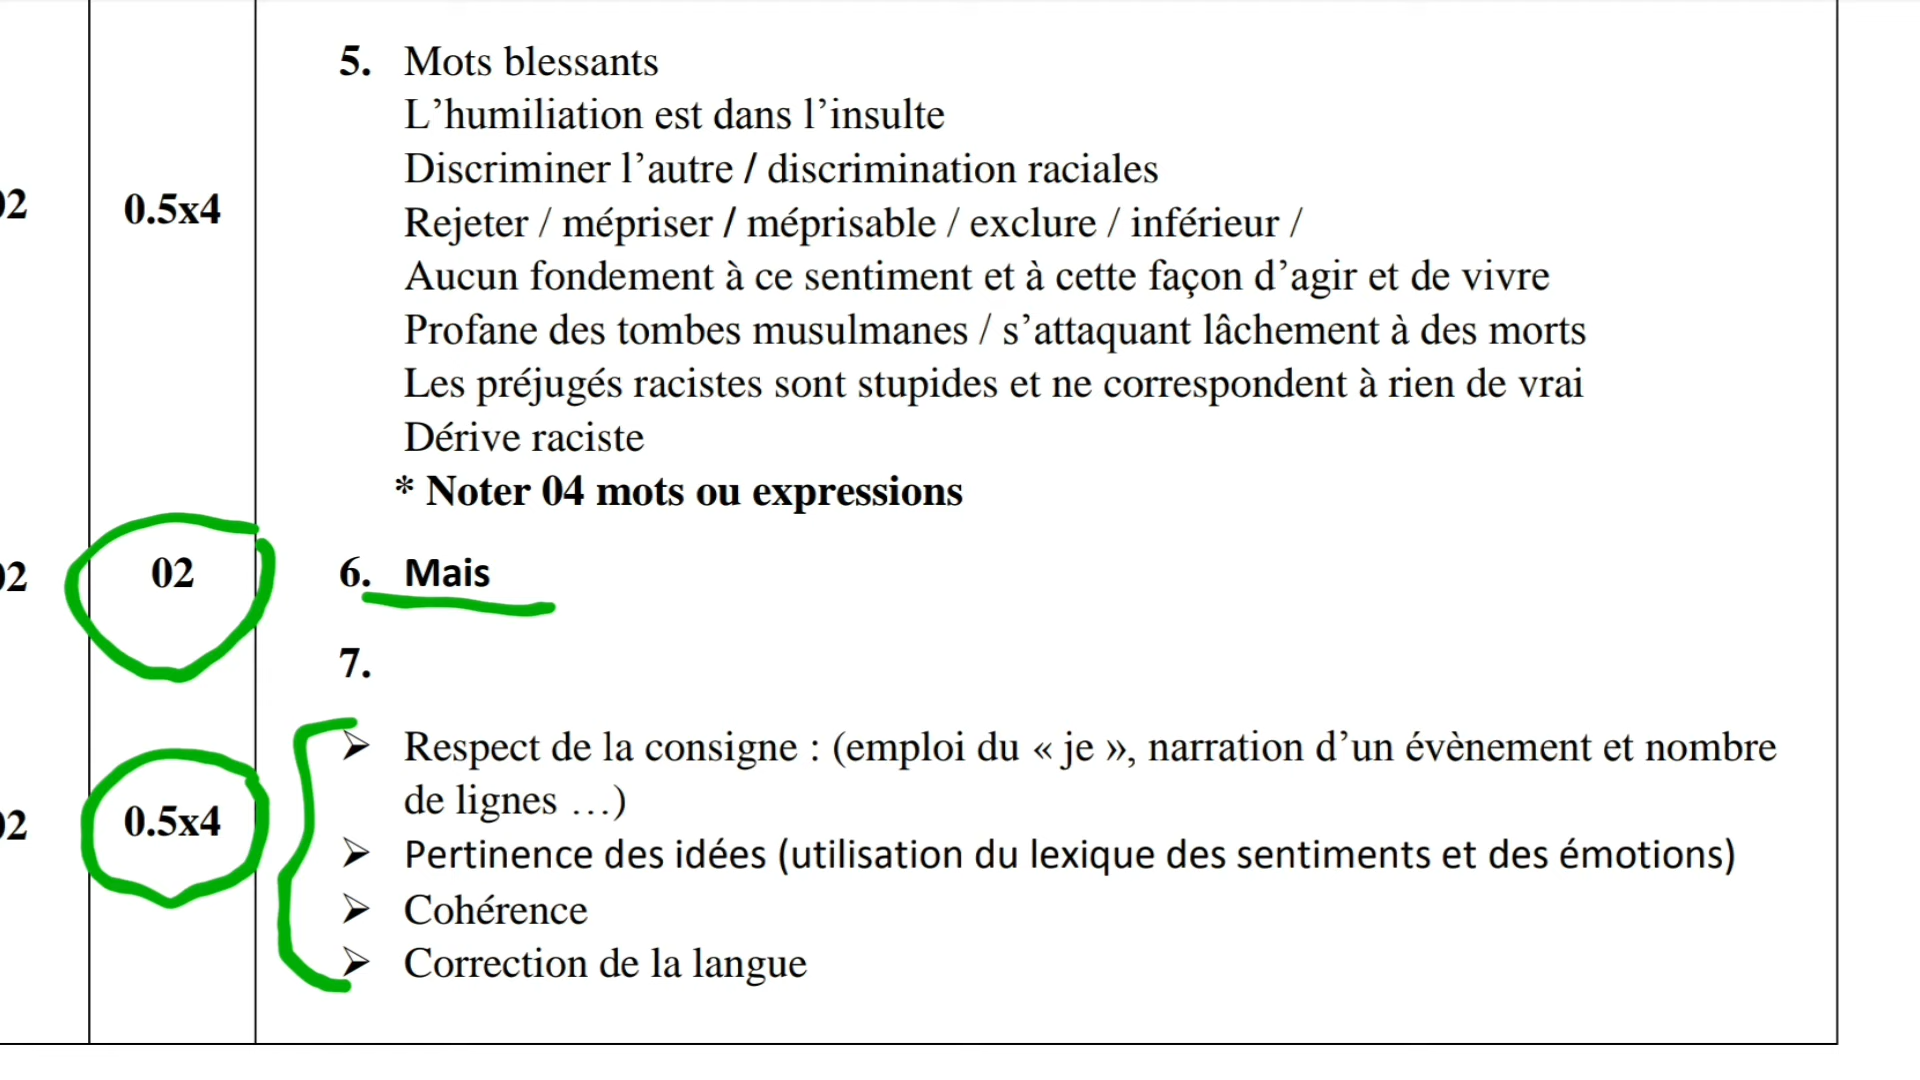 5. Mots blessants
L’humiliation est dans l’insulte
Discriminer l’autre / discrimination raciales
02 0.5x4 Rejeter / mépriser / méprisable / exclure / inférieur /
Aucun fondement à ce sentiment et à cette façon d’agir et de vivre
Profane des tombes musulmanes / s’attaquant lâchement à des morts
Les préjugés racistes sont stupides et ne correspondent à rien de vrai
Dérive raciste
* Noter 04 mots ou expressions
02 02 6. Mais
7.
➢ Respect de la consigne : (emploi du « je », narration d’un évènement et nombre
de lignes …)
02 0.5x4
➢ Pertinence des idées (utilisation du lexique des sentiments et des émotions)
➢ Cohérence
➢ Correction de la langue